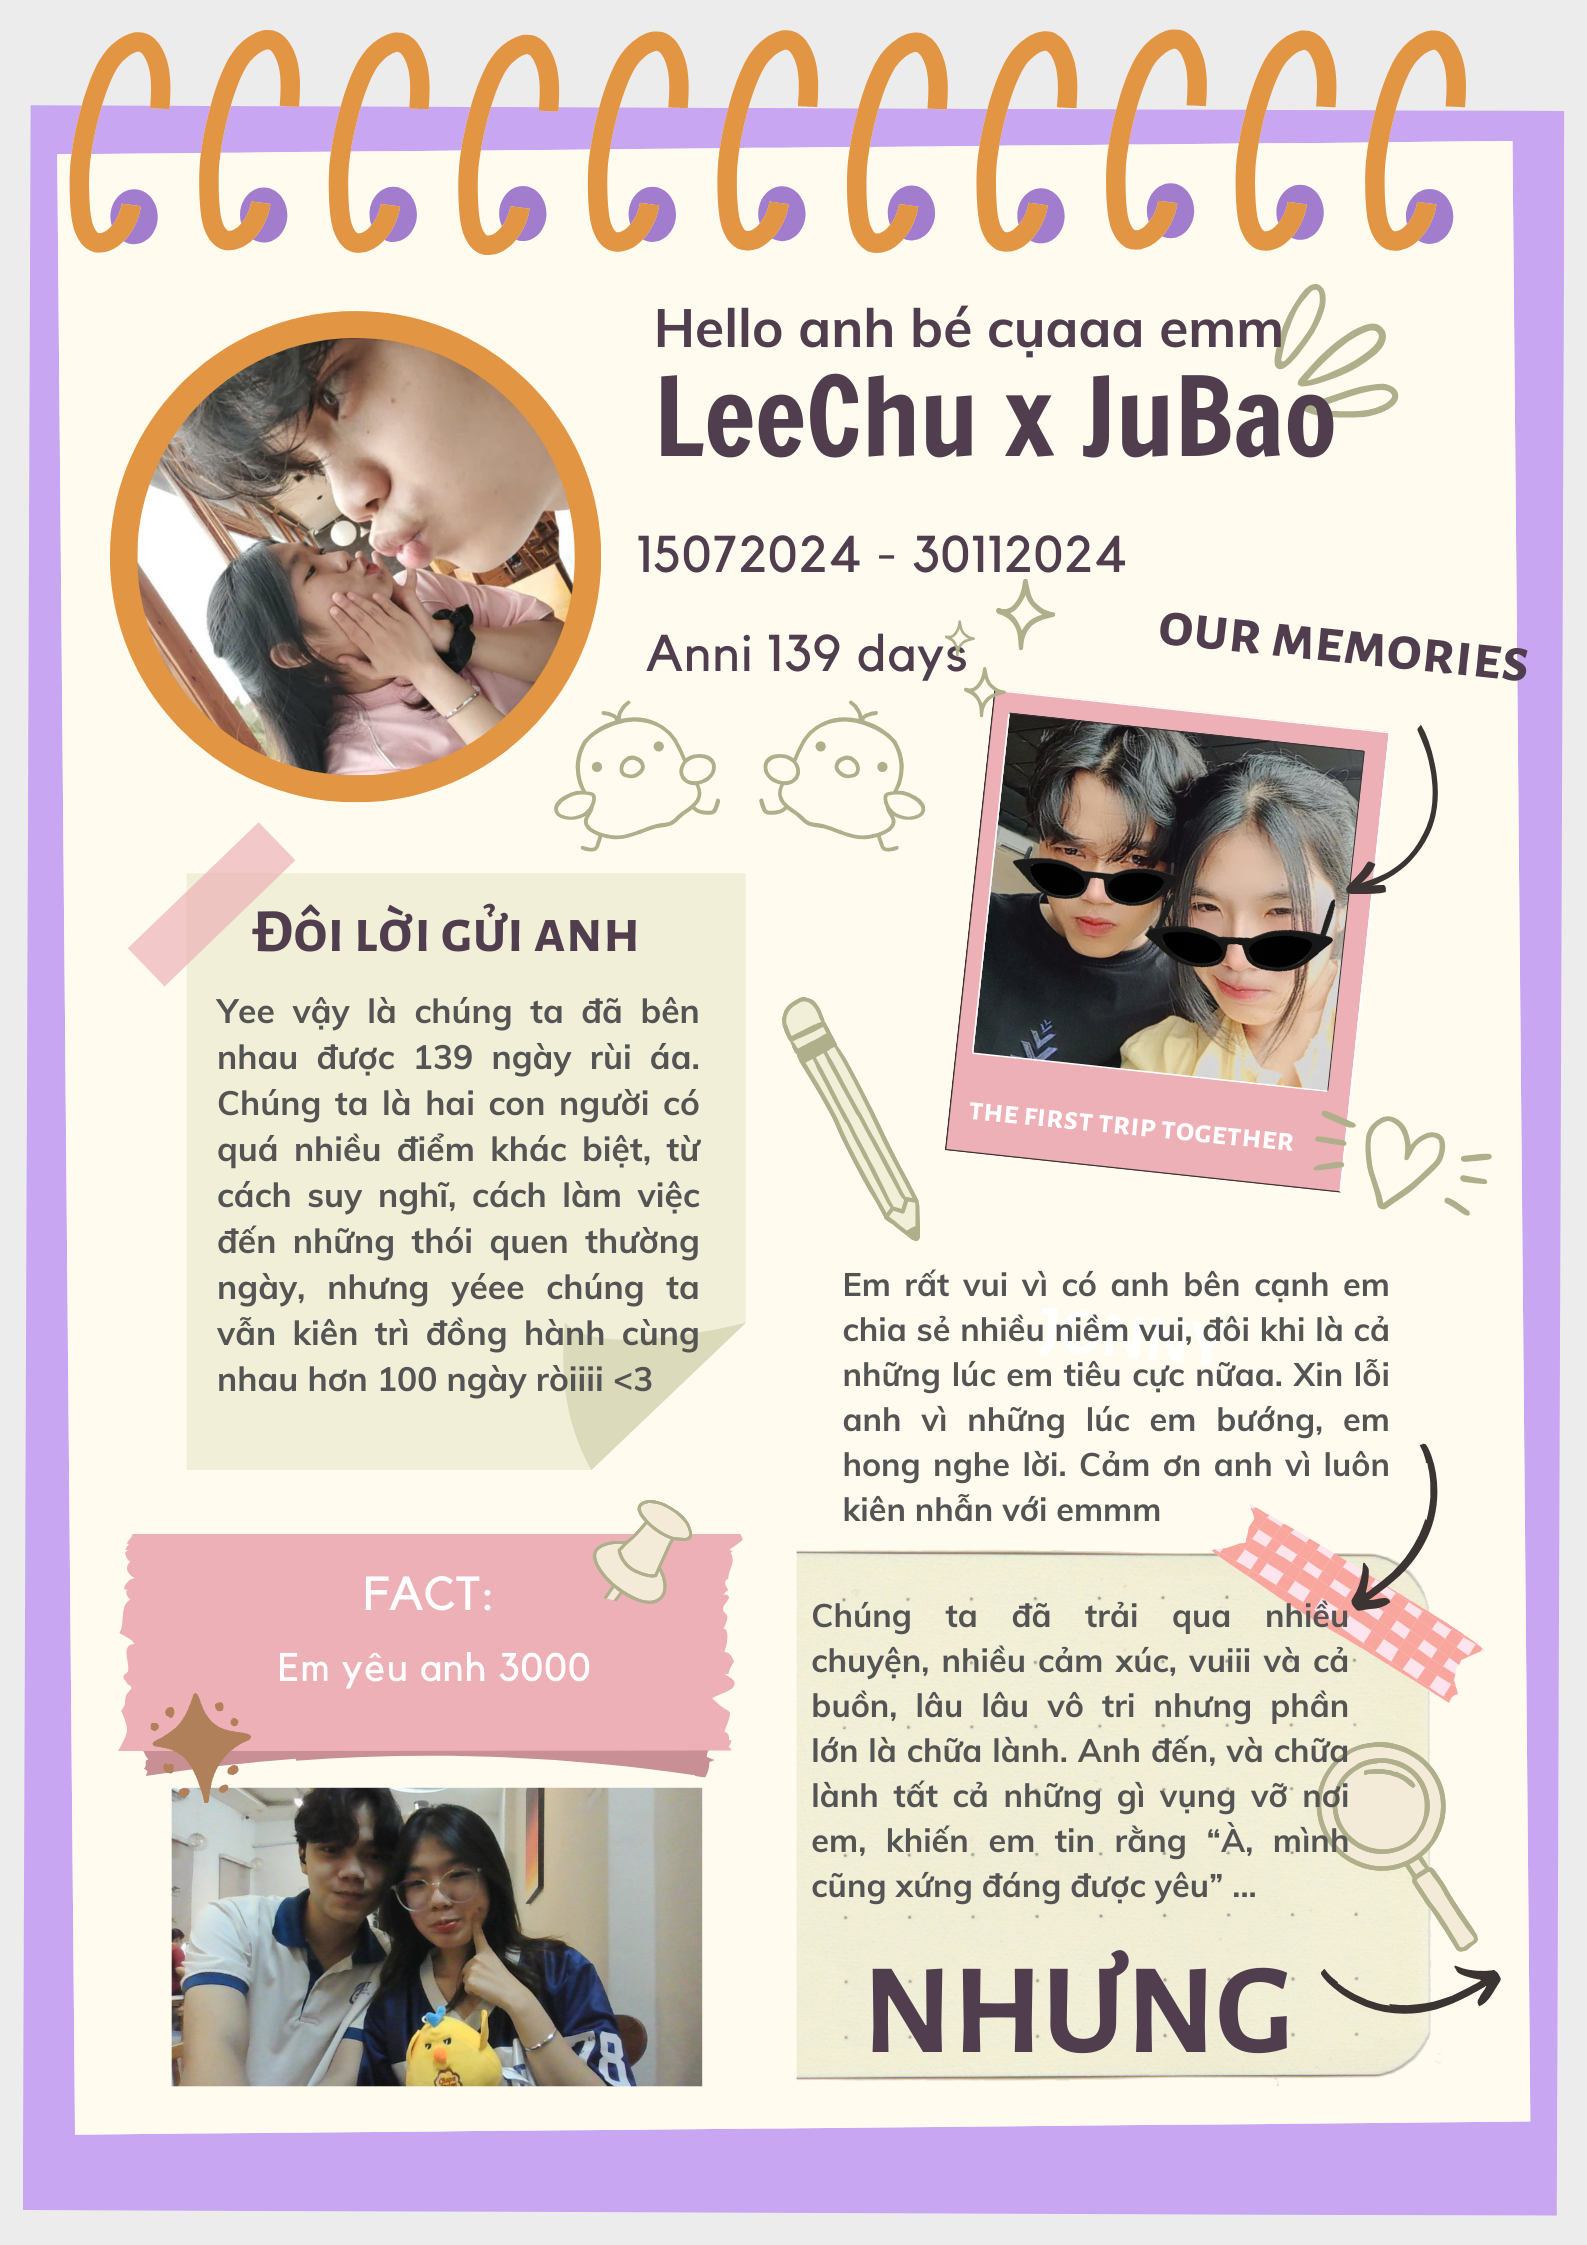 Hello anh bé cụaaa emm
LeeChu x JuBao
15072024 - 30112024
Anni 139 days
OUR MEMORIES
THE FIRST TRIP TOGETHER
Đôi lời gửi anh
Yee vậy là chúng ta đã bên
nhau được 139 ngày rùi áa.
Chúng ta là hai con người có
quá nhiều điểm khác biệt, từ
cách suy nghĩ, cách làm việc
đến những thói quen thường
ngày, nhưng yéee chúng ta
vẫn kiên trì đồng hành cùng
nhau hơn 100 ngày ròiiii <3
Em rất vui vì có anh bên cạnh em
chia sẻ nhiều niềm vui, đôi khi là cả
những lúc em tiêu cực nữaa. Xin lỗi
anh vì những lúc em bướng, em
hong nghe lời. Cảm ơn anh vì luôn
kiên nhẫn với emmm
JONNY
FACT:
Em yêu anh 3000
Chúng ta đã trải qua nhiều
chuyện, nhiều cảm xúc, vuiii và cả
buồn, lâu lâu vô tri nhưng phần
lớn là chữa lành. Anh đến, và chữa
lành tất cả những gì vụng vỡ nơi
em, khiến em tin rằng “À, mình
cũng xứng đáng được yêu” ...
NHƯNG
78